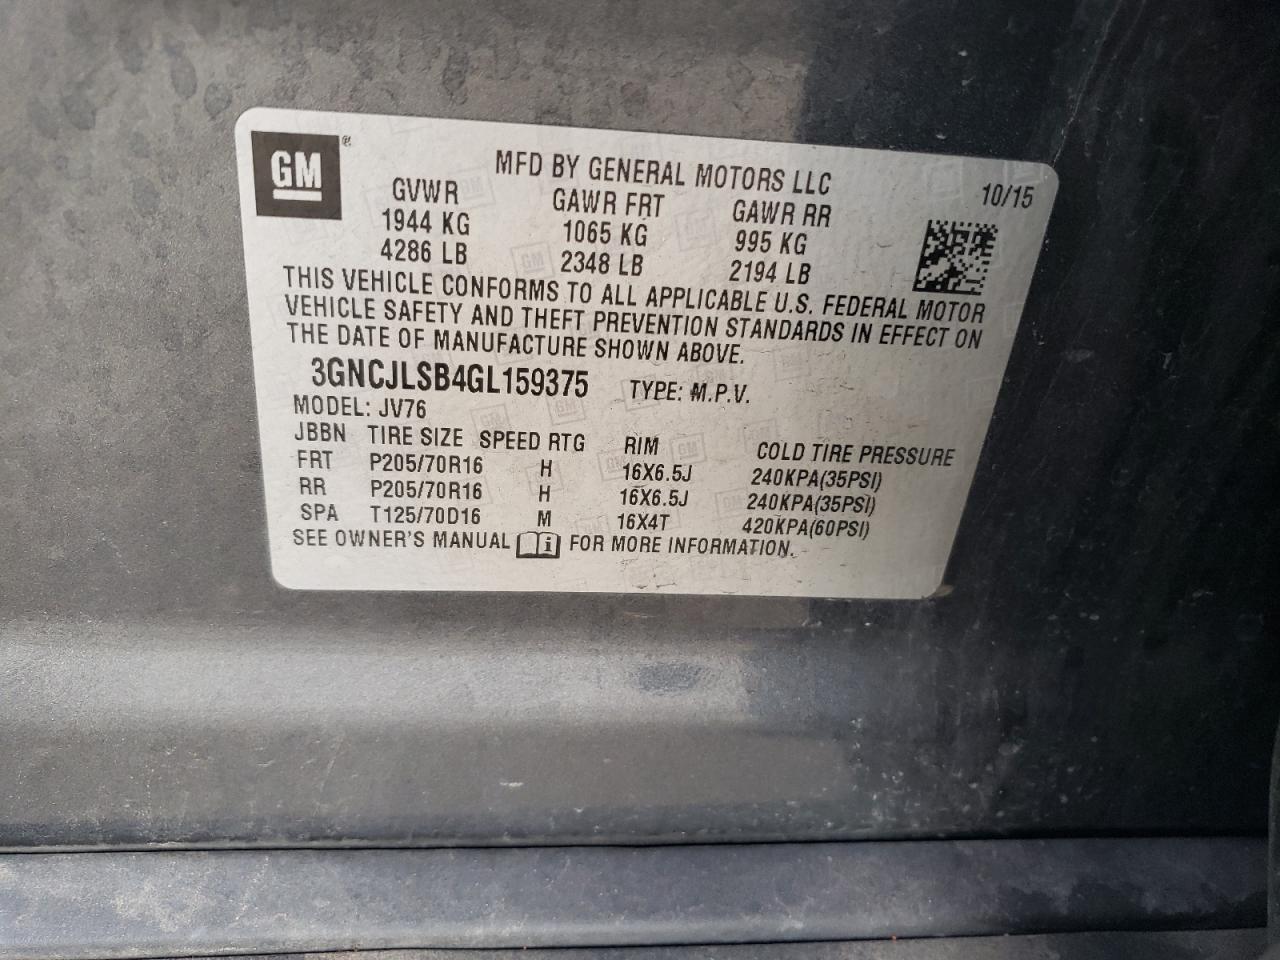 GM®
MFD BY GENERAL MOTORS LLC 10/15
GVWR GAWR FRT GAWR RR
1944 KG 1065 KG 995 KG
4286 LB 2348 LB 2194 LB
THIS VEHICLE CONFORMS TO ALL APPLICABLE U.S. FEDERAL MOTOR
VEHICLE SAFETY AND THEFT PREVENTION STANDARDS IN EFFECT ON
THE DATE OF MANUFACTURE SHOWN ABOVE.
3GNCJLSB4GL159375 TYPE: M.P.V.
MODEL: JV76
JBBN TIRE SIZE SPEED RTG RIM COLD TIRE PRESSURE
FRT P205/70R16 H 16X6.5J 240KPA(35PSI)
RR P205/70R16 H 16X6.5J 240KPA(35PSI)
SPA T125/70D16 M 16X4T 420KPA(60PSI)
SEE OWNER'S MANUAL i FOR MORE INFORMATION.